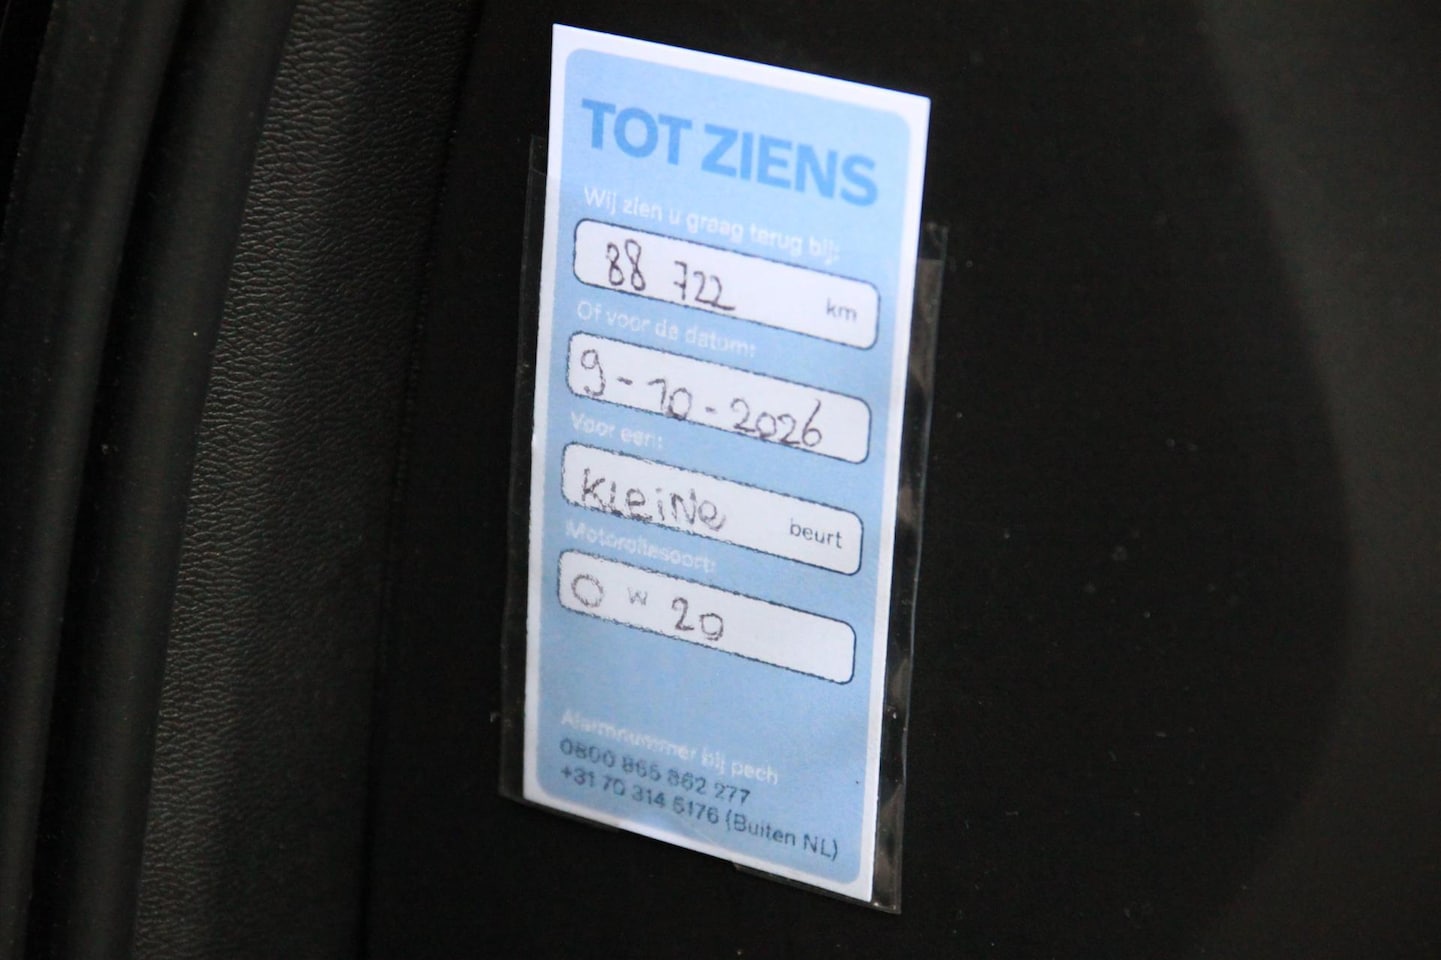 TOT ZIENS
Wij zien u graag terug bij:
88 722 km
Of voor de datum:
9-10-2026
Voor een:
KLEINe beurt
Motoroliesoort:
0 W 20
Alarmnummer bij pech
0800 865 862 277
+31 70 314 5176 (Buiten NL)